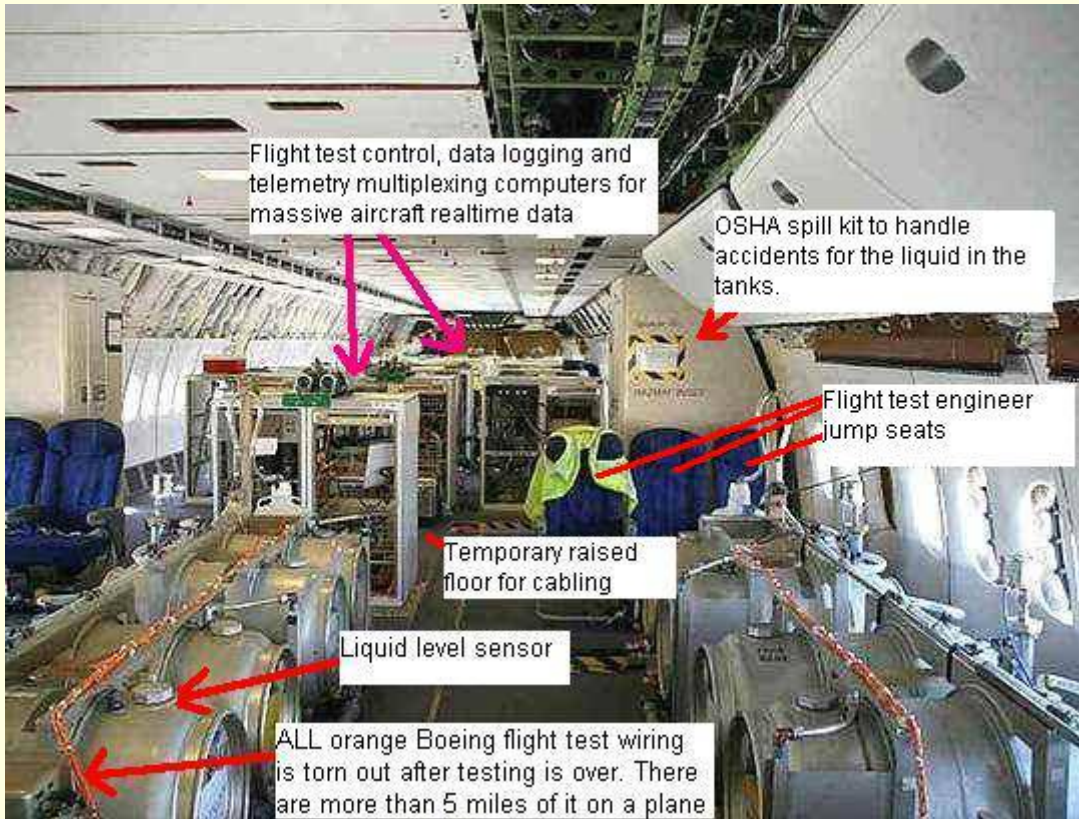 Flight test control, data logging and
telemetry multiplexing computers for
massive aircraft realtime data
OSHA spill kit to handle
accidents for the liquid in the
tanks.
HAZMAT
Flight test engineer
jump seats
Temporary raised
floor for cabling
Liquid level sensor
ALL orange Boeing flight test wiring
is torn out after testing is over. There
are more than 5 miles of it on a plane